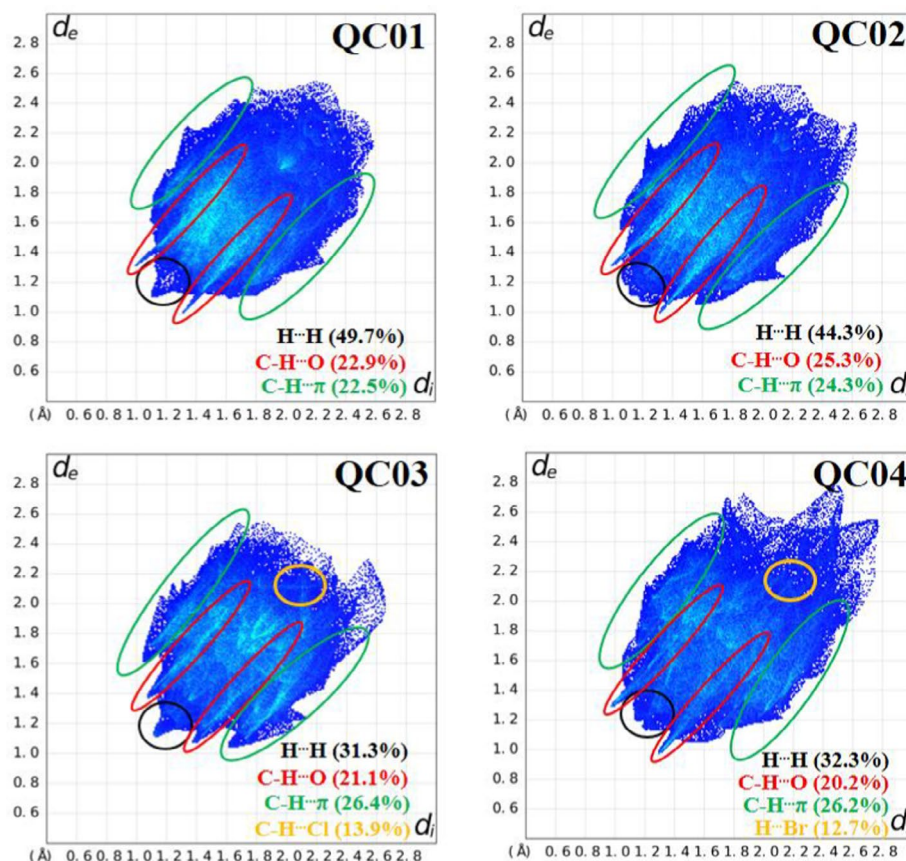 dₑ QC01
2.8
2.6
2.4
2.2
2.0
1.8
1.6
1.4
1.2
1.0
0.8
0.6
H···H (49.7%)
C-H···O (22.9%)
C-H···π (22.5%) dᵢ
(Å) 0.6 0.8 1.0 1.2 1.4 1.6 1.8 2.0 2.2 2.4 2.6 2.8
dₑ QC02
2.8
2.6
2.4
2.2
2.0
1.8
1.6
1.4
1.2
1.0
0.8
0.6
H···H (44.3%)
C-H···O (25.3%)
C-H···π (24.3%) d
(Å) 0.6 0.8 1.0 1.2 1.4 1.6 1.8 2.0 2.2 2.4 2.6 2.8
dₑ QC03
2.8
2.6
2.4
2.2
2.0
1.8
1.6
1.4
1.2
1.0
0.8
0.6
H···H (31.3%)
C-H···O (21.1%)
C-H···π (26.4%)
C-H···Cl (13.9%) dᵢ
(Å) 0.6 0.8 1.0 1.2 1.4 1.6 1.8 2.0 2.2 2.4 2.6 2.8
dₑ QC04
2.8
2.6
2.4
2.2
2.0
1.8
1.6
1.4
1.2
1.0
0.8
0.6
H···H (32.3%)
C-H···O (20.2%)
C-H···π (26.2%)
H···Br (12.7%) d
(Å) 0.6 0.8 1.0 1.2 1.4 1.6 1.8 2.0 2.2 2.4 2.6 2.8